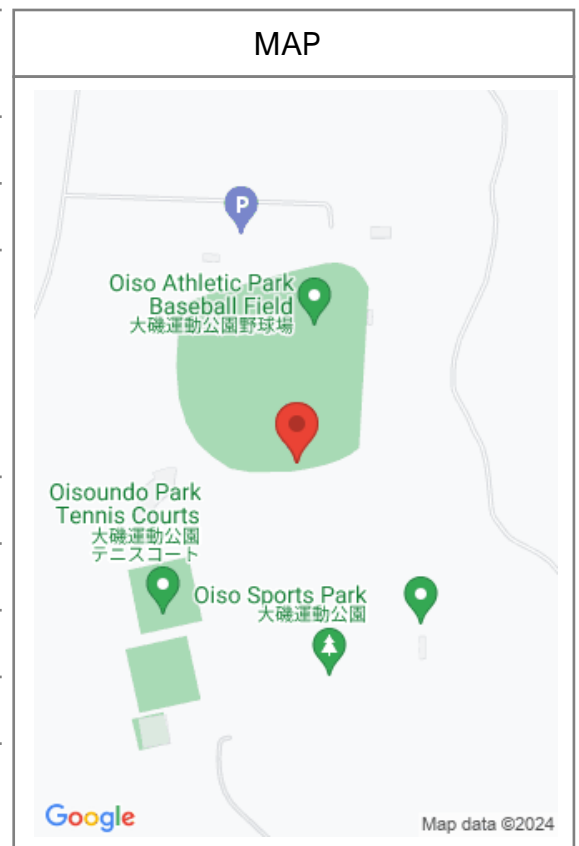 MAP
P
Oiso Athletic Park
Baseball Field
大磯運動公園野球場
Oisoundo Park
Tennis Courts
大磯運動公園
テニスコート
Oiso Sports Park
大磯運動公園
Google
Map data ©2024